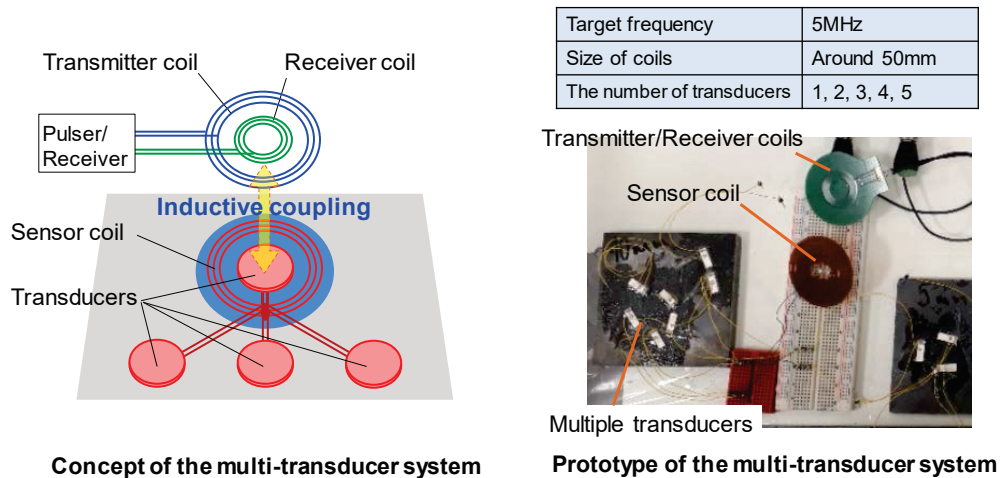 Transmitter coil
Receiver coil
Pulser/
Receiver
Inductive coupling
Sensor coil
Transducers
Concept of the multi-transducer system
Target frequency 5MHz
Size of coils Around 50mm
The number of transducers 1, 2, 3, 4, 5
Transmitter/Receiver coils
Sensor coil
Multiple transducers
Prototype of the multi-transducer system